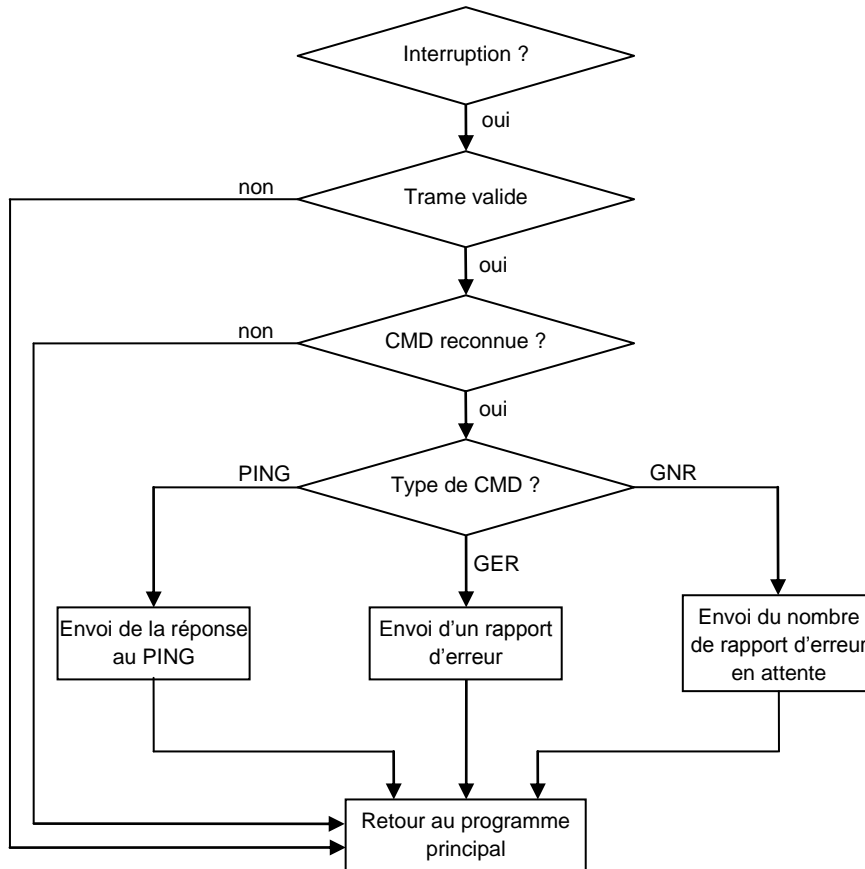 Interruption ?
oui
non
Trame valide
oui
non
CMD reconnue ?
oui
PING
Type de CMD ?
GNR
GER
Envoi de la réponse
au PING
Envoi d'un rapport
d'erreur
Envoi du nombre
de rapport d'erreur
en attente
Retour au programme
principal